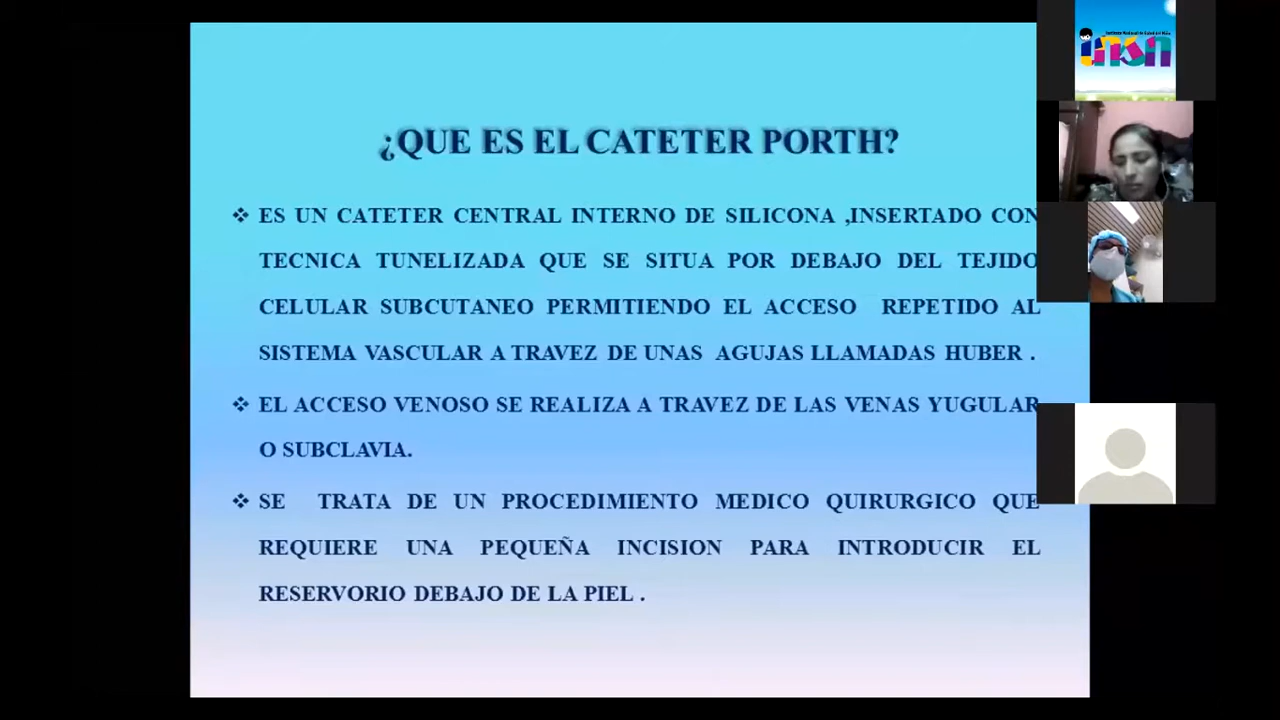 ¿QUE ES EL CATETER PORTH?
❖ ES UN CATETER CENTRAL INTERNO DE SILICONA ,INSERTADO CON
TECNICA TUNELIZADA QUE SE SITUA POR DEBAJO DEL TEJIDO
CELULAR SUBCUTANEO PERMITIENDO EL ACCESO REPETIDO AL
SISTEMA VASCULAR A TRAVEZ DE UNAS AGUJAS LLAMADAS HUBER .
❖ EL ACCESO VENOSO SE REALIZA A TRAVEZ DE LAS VENAS YUGULAR
O SUBCLAVIA.
❖ SE TRATA DE UN PROCEDIMIENTO MEDICO QUIRURGICO QUE
REQUIERE UNA PEQUEÑA INCISION PARA INTRODUCIR EL
RESERVORIO DEBAJO DE LA PIEL .
insn